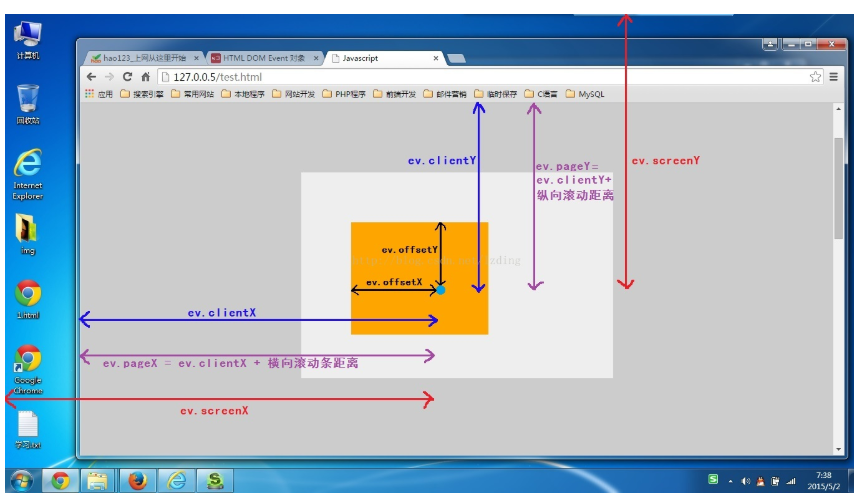 计算机
回收站
Internet
Explorer
img
1.html
Google
Chrome
学习.txt
hao123_上网从这里开始
HTML DOM Event 对象
Javascript
127.0.0.5/test.html
应用 搜索引擎 常用网站 本地程序 网站开发 PHP程序 前端开发 邮件营销 临时保存 C语言 MySQL
ev.clientY
ev.pageY=
ev.clientY+
纵向滚动距离
ev.screenY
ev.offsetY
ev.offsetX
ev.clientX
ev.pageX = ev.clientX + 横向滚动条距离
ev.screenX
7:38
2015/5/2